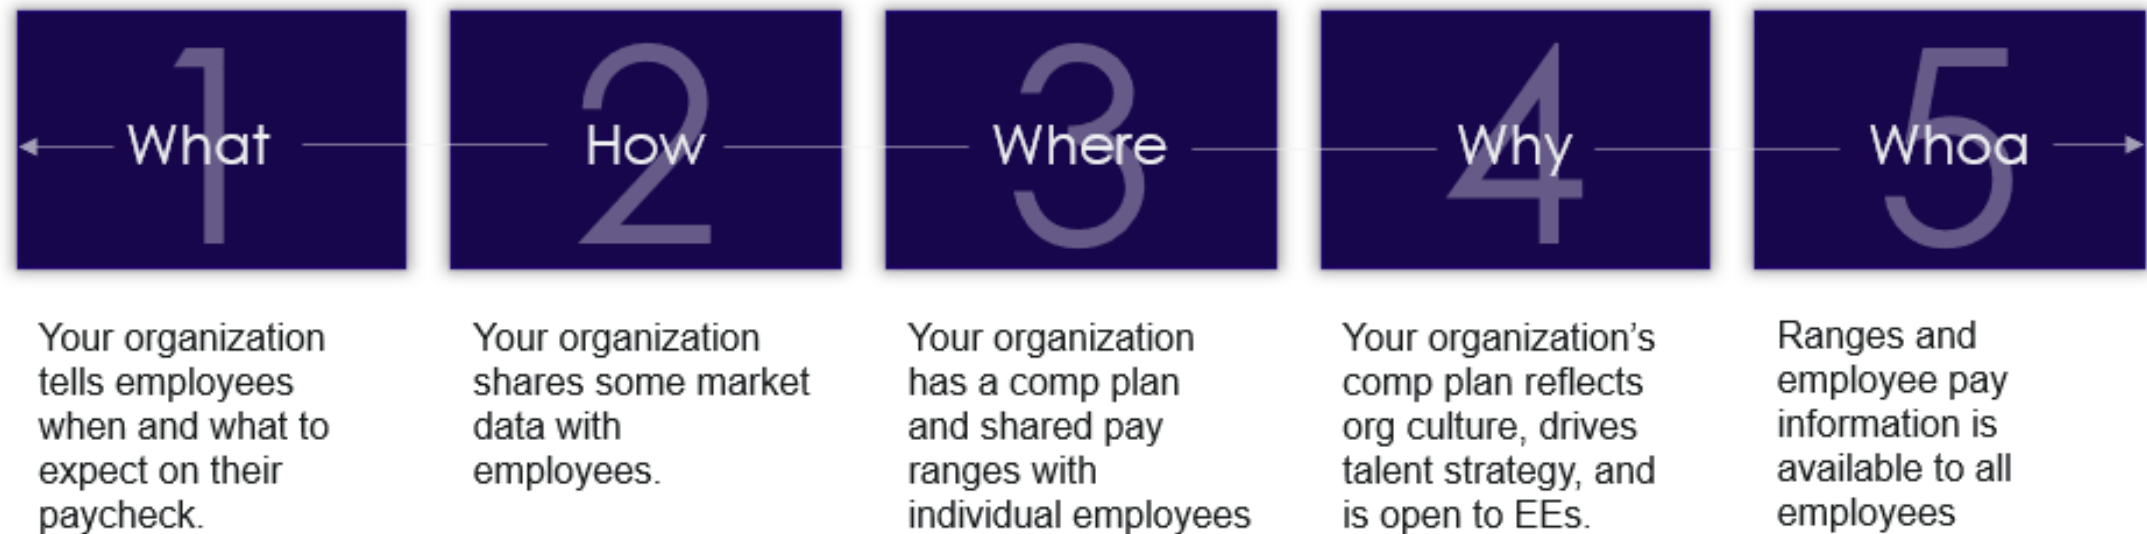 1
What
Your organization
tells employees
when and what to
expect on their
paycheck.
2
How
Your organization
shares some market
data with
employees.
3
Where
Your organization
has a comp plan
and shared pay
ranges with
individual employees
4
Why
Your organization’s
comp plan reflects
org culture, drives
talent strategy, and
is open to EEs.
5
Whoa
Ranges and
employee pay
information is
available to all
employees